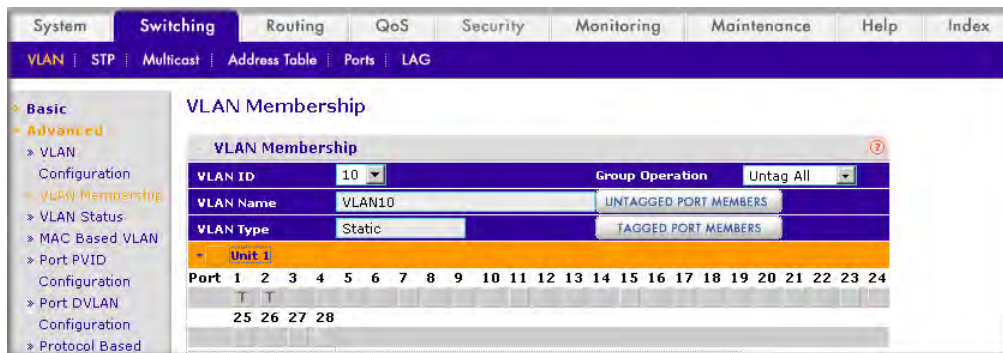 System Switching Routing QoS Security Monitoring Maintenance Help Index
VLAN STP Multicast Address Table Ports LAG
Basic
Advanced
» VLAN
Configuration
» VLAN Membership
» VLAN Status
» MAC Based VLAN
» Port PVID
Configuration
» Port DVLAN
Configuration
» Protocol Based
VLAN Membership
VLAN Membership ?
VLAN ID 10 Group Operation Untag All
VLAN Name VLAN10 UNTAGGED PORT MEMBERS
VLAN Type Static TAGGED PORT MEMBERS
Unit 1
Port 1 2 3 4 5 6 7 8 9 10 11 12 13 14 15 16 17 18 19 20 21 22 23 24
T T
25 26 27 28